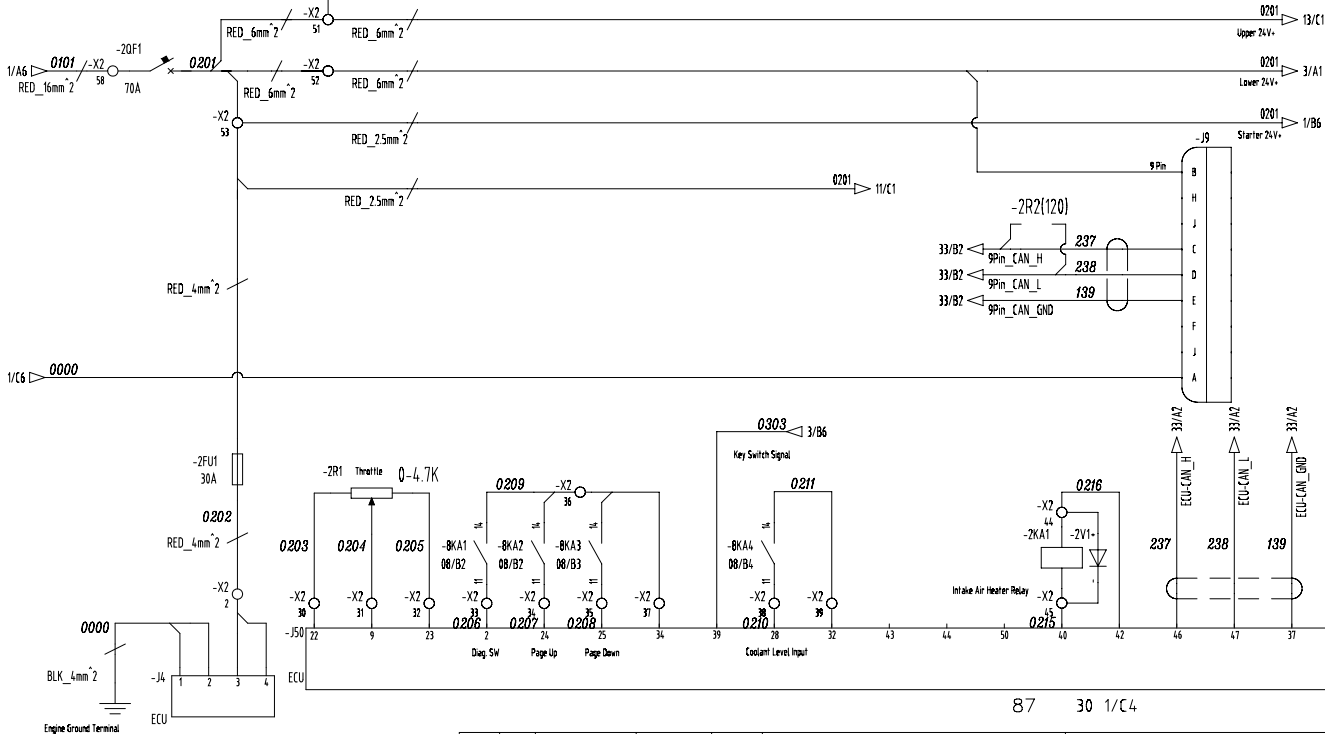 -X2
51
RED_6mm^2
RED_6mm^2
0201
13/C1
Upper 24V+
-2QF1
1/A6
0101
-X2
58
RED_16mm^2
70A
0201
-X2
52
RED_6mm^2
RED_6mm^2
0201
3/A1
Lower 24V+
-X2
53
RED_2.5mm^2
0201
1/B6
Starter 24V+
-J9
9 Pin
B
RED_2.5mm^2
0201
11/C1
H
-2R2(120)
J
33/B2
237
9Pin_CAN_H
C
33/B2
238
9Pin_CAN_L
D
33/B2
139
9Pin_CAN_GND
E
RED_4mm^2
F
J
1/C6
0000
A
33/A2
33/A2
33/A2
ECU-CAN_H
ECU-CAN_L
ECU-CAN_GND
0303
3/B6
Key Switch Signal
-2FU1
30A
-2R1
Throttle
0-4.7K
0209
-X2
36
0211
0216
0202
RED_4mm^2
0203
0204
0205
-8KA1
08/B2
14
11
-8KA2
08/B2
14
11
-8KA3
08/B3
14
11
-8KA4
08/B4
14
11
-X2
44
-2KA1
-2V1
+
-
237
238
139
Intake Air Heater Relay
-X2
2
-X2
30
-X2
31
-X2
32
-X2
33
-X2
34
-X2
35
-X2
37
-X2
38
-X2
39
-X2
45
0206
0207
0208
0210
0215
0000
-J50
22
9
23
2
24
25
34
39
28
32
43
44
50
40
42
46
47
37
Diag. SW
Page Up
Page Down
Coolant Level Input
BLK_4mm^2
-J4
1
2
3
4
ECU
ECU
Engine Ground Terminal
87
30 1/C4